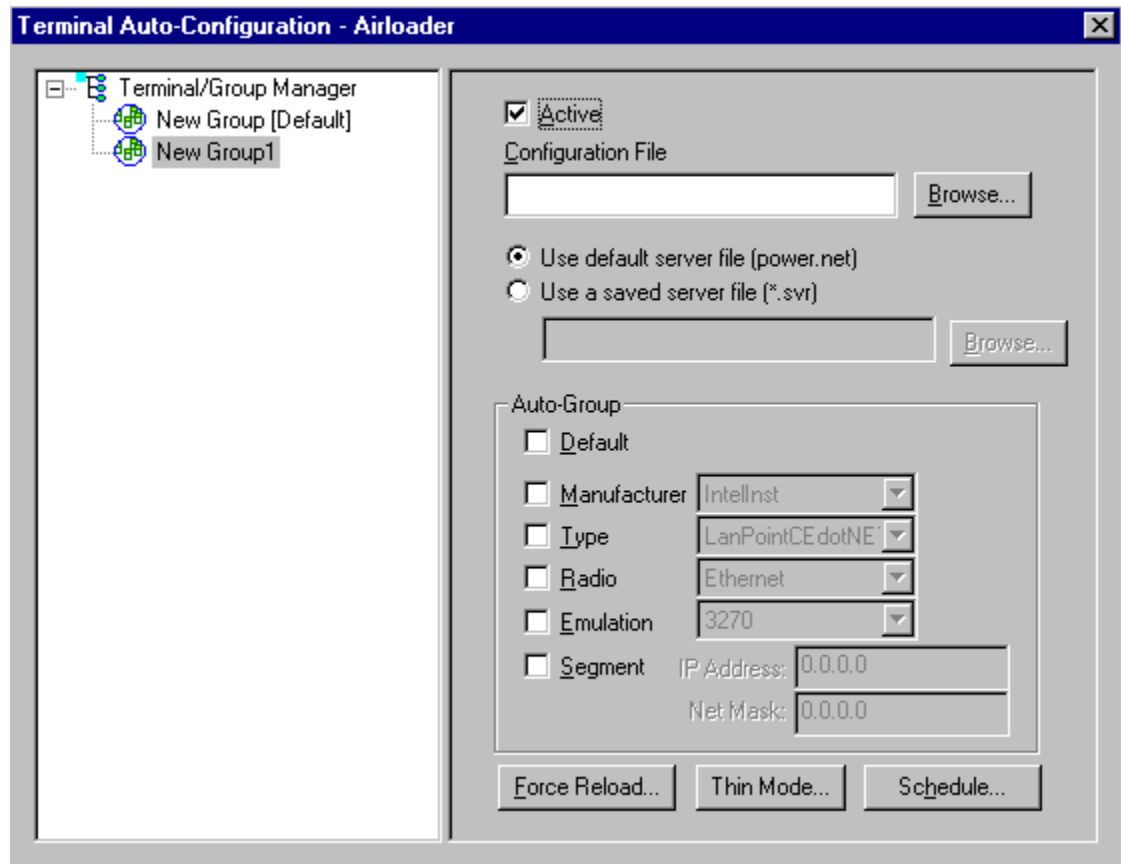 Terminal Auto-Configuration - Airloader
Terminal/Group Manager
New Group [Default]
New Group1
Active
Configuration File
Browse...
Use default server file (power.net)
Use a saved server file (*.svr)
Browse...
Auto-Group
Default
Manufacturer IntelInst
Type LanPointCEdotNE
Radio Ethernet
Emulation 3270
Segment IP Address: 0.0.0.0
Net Mask: 0.0.0.0
Force Reload... Thin Mode... Schedule...